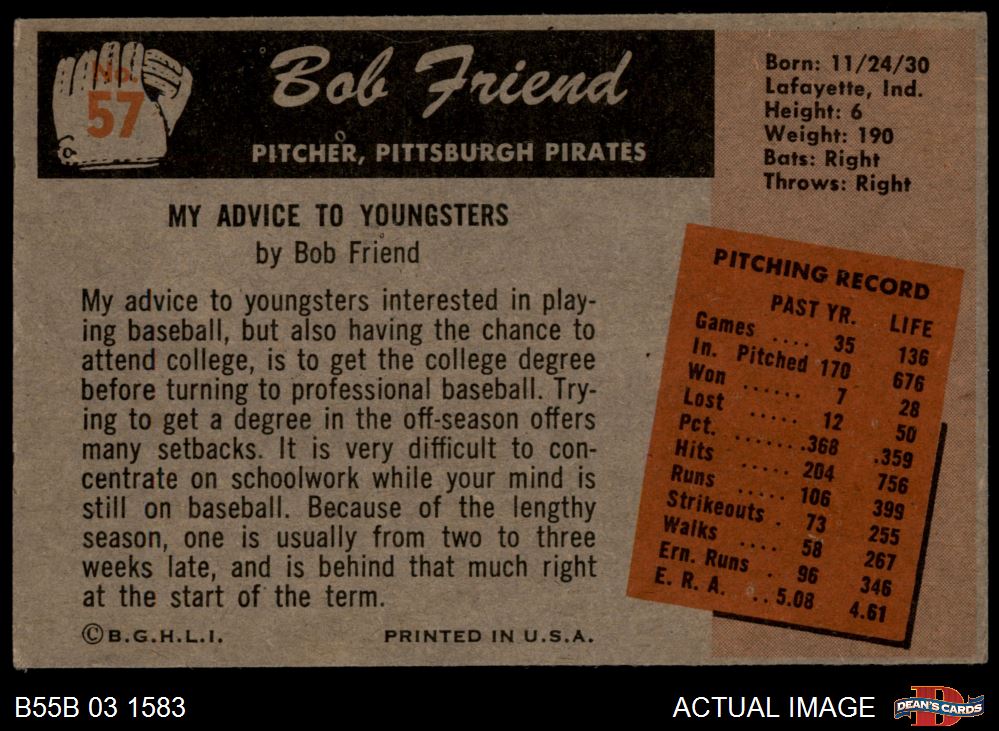 No.
57
Bob Friend
PITCHER, PITTSBURGH PIRATES
MY ADVICE TO YOUNGSTERS
by Bob Friend
My advice to youngsters interested in play-
ing baseball, but also having the chance to
attend college, is to get the college degree
before turning to professional baseball. Try-
ing to get a degree in the off-season offers
many setbacks. It is very difficult to con-
centrate on schoolwork while your mind is
still on baseball. Because of the lengthy
season, one is usually from two to three
weeks late, and is behind that much right
at the start of the term.
©B.G.H.L.I. PRINTED IN U.S.A.
Born: 11/24/30
Lafayette, Ind.
Height: 6
Weight: 190
Bats: Right
Throws: Right
PITCHING RECORD
PAST YR. LIFE
Games .... 35 136
In. Pitched 170 676
Won ...... 7 28
Lost ..... 12 50
Pct. .......368 .359
Hits ..... 204 756
Runs ..... 106 399
Strikeouts . 73 255
Walks .... 58 267
Ern. Runs . 96 346
E. R. A. ..5.08 4.61
B55B 03 1583
ACTUAL IMAGE
DEAN'S CARDS